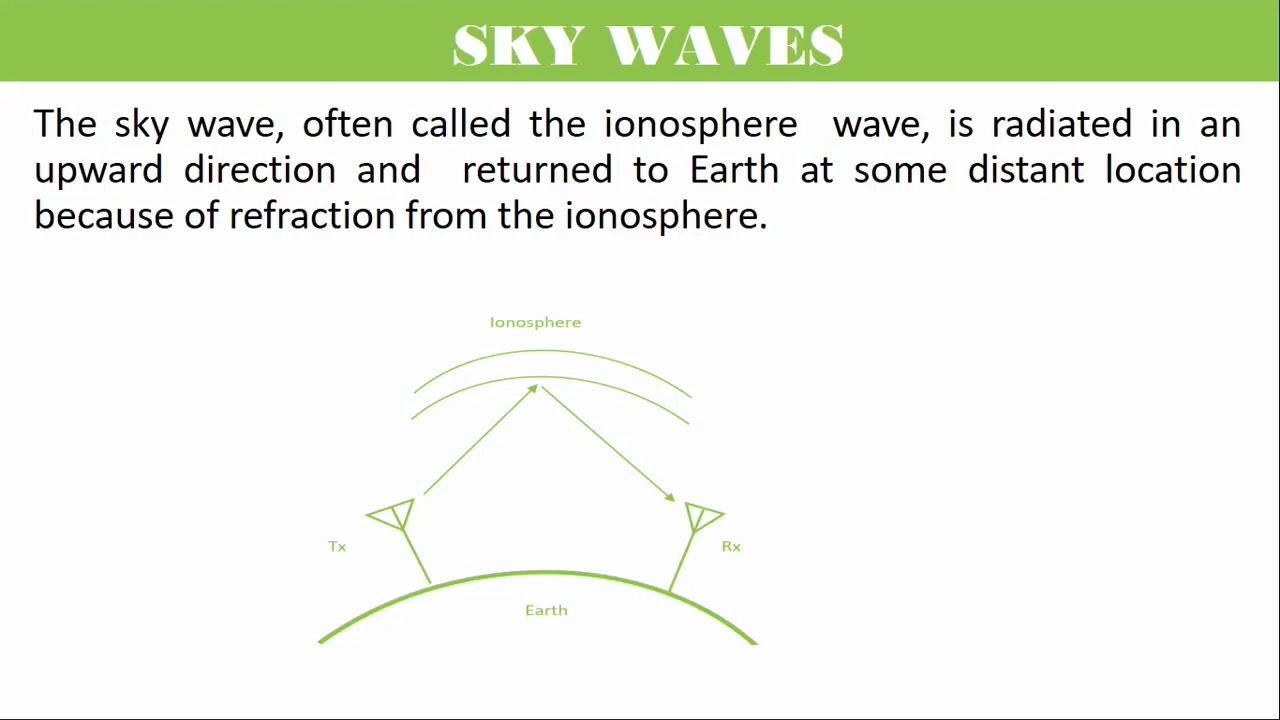 SKY WAVES
The sky wave, often called the ionosphere wave, is radiated in an
upward direction and returned to Earth at some distant location
because of refraction from the ionosphere.
Ionosphere
Tx
Rx
Earth